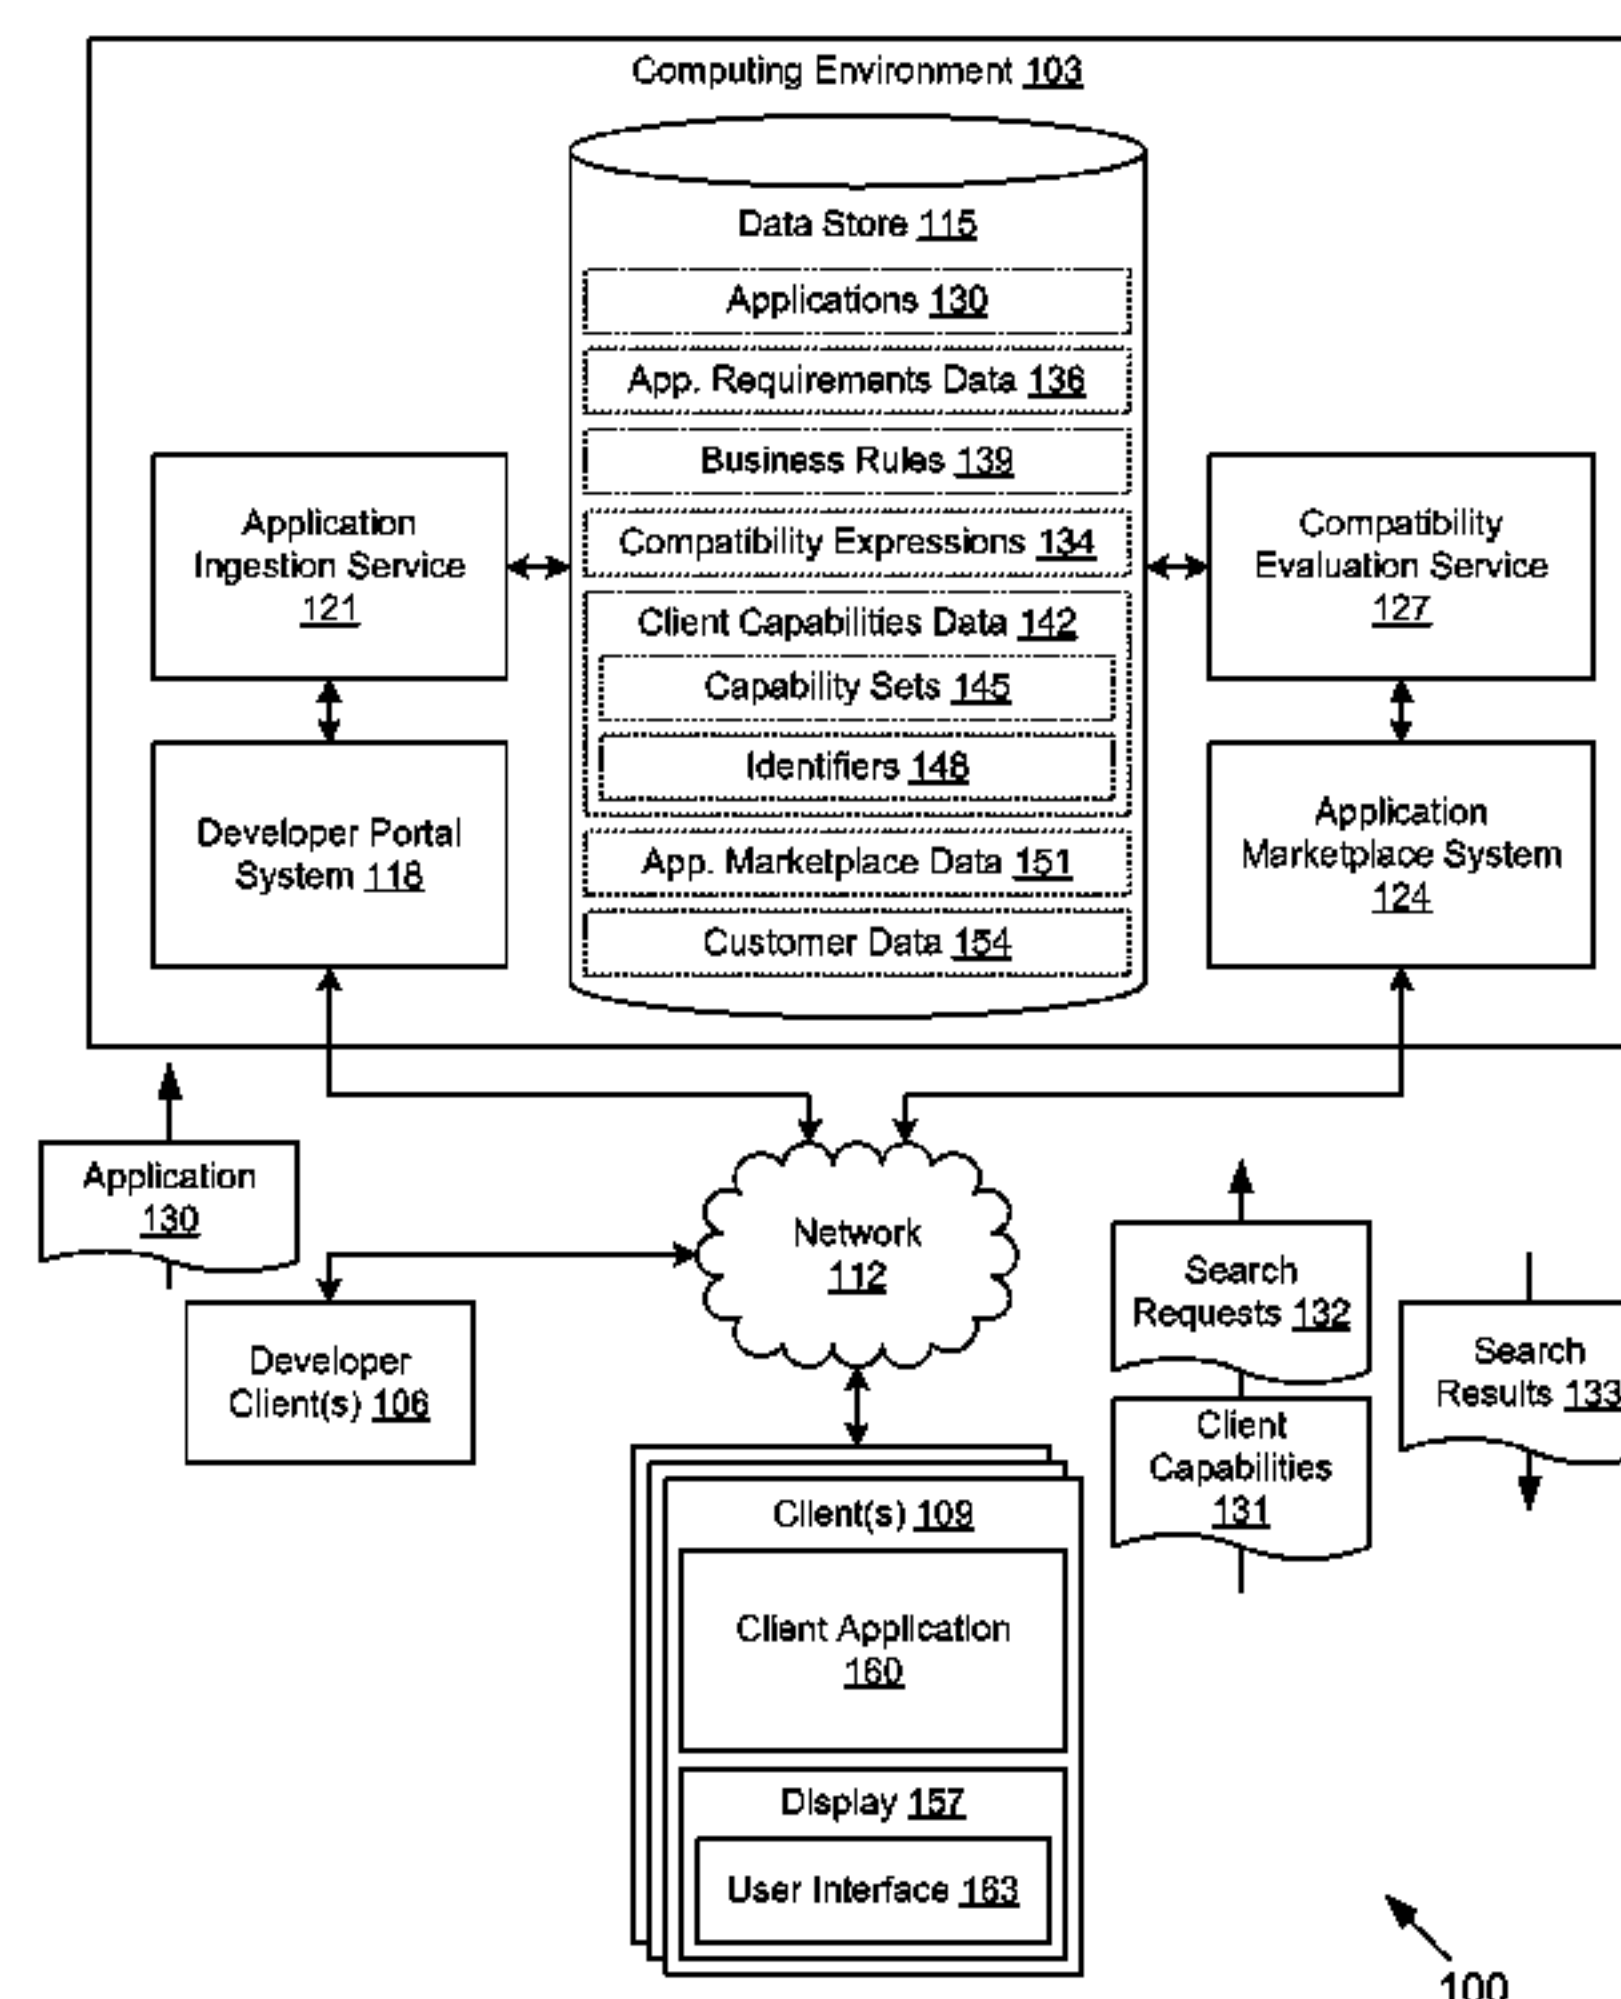 Computing Environment 103
Data Store 115
Applications 130
App. Requirements Data 136
Business Rules 139
Compatibility Expressions 134
Client Capabilities Data 142
Capability Sets 145
Identifiers 148
App. Marketplace Data 151
Customer Data 154
Application
Ingestion Service
121
Developer Portal
System 118
Compatibility
Evaluation Service
127
Application
Marketplace System
124
Application
130
Network
112
Developer
Client(s) 106
Search
Requests 132
Client
Capabilities
131
Search
Results 133
Client(s) 109
Client Application
160
Display 157
User Interface 163
100